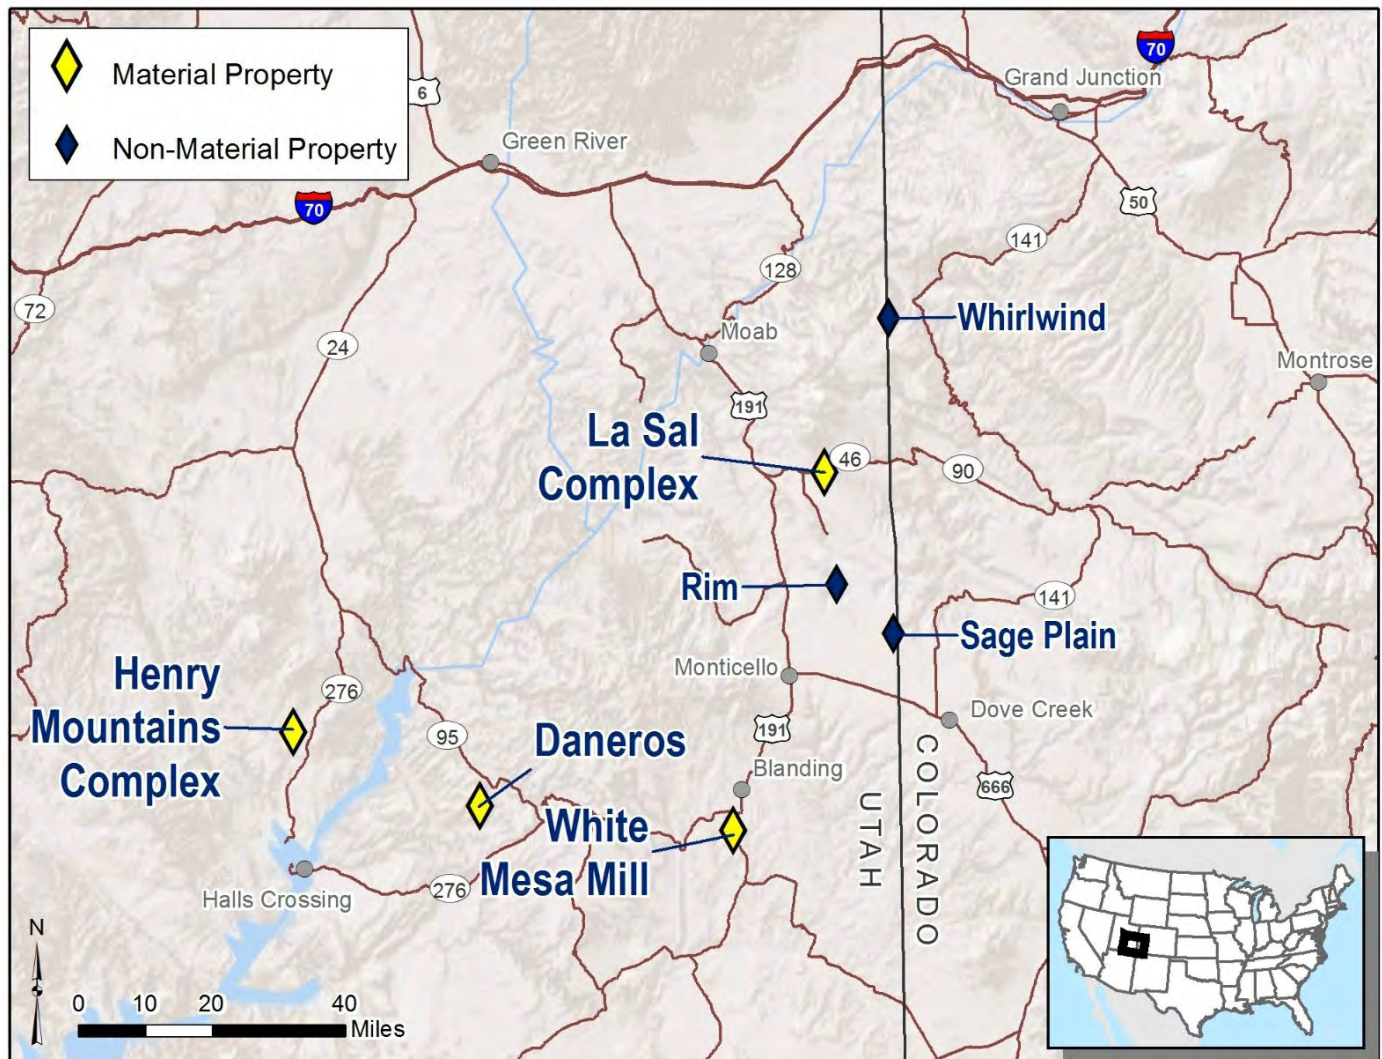 Material Property
Non-Material Property
6
70
Grand Junction
Green River
70
50
141
128
72
24
Whirlwind
Moab
Montrose
191
La Sal
Complex
46
90
Rim
141
Sage Plain
Monticello
Henry
Mountains
Complex
276
Dove Creek
95
Daneros
191
Blanding
666
White
Mesa Mill
UTAH
COLORADO
Halls Crossing
276
N
0 10 20 40
Miles